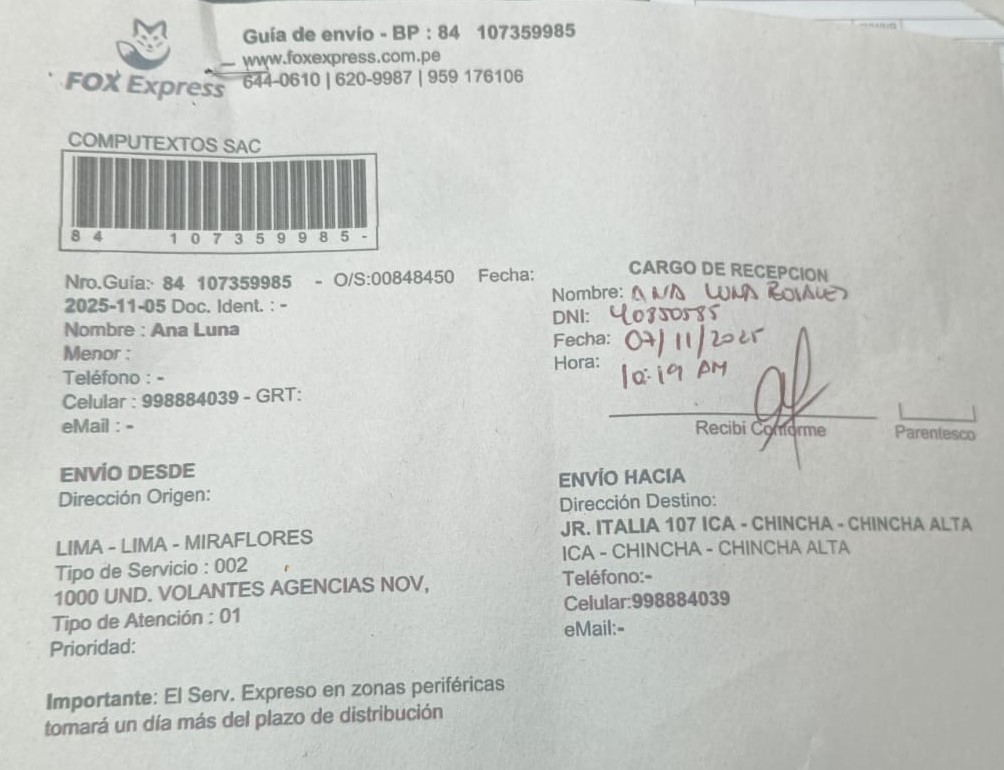 Guía de envío - BP : 84 107359985
www.foxexpress.com.pe
644-0610 | 620-9987 | 959 176106
FOX Express
COMPUTEXTOS SAC
84 107359985-
Nro.Guía:- 84 107359985 - O/S:00848450 Fecha:
2025-11-05 Doc. Ident. : -
Nombre : Ana Luna
Menor :
Teléfono : -
Celular : 998884039 - GRT:
eMail : -
CARGO DE RECEPCION
Nombre: ANA LUNA ROSALES
DNI: 40850585
Fecha: 07/11/2025
Hora: 10:19 AM
Recibi Conforme
Parentesco
ENVÍO DESDE
Dirección Origen:
LIMA - LIMA - MIRAFLORES
Tipo de Servicio : 002
1000 UND. VOLANTES AGENCIAS NOV,
Tipo de Atención : 01
Prioridad:
ENVÍO HACIA
Dirección Destino:
JR. ITALIA 107 ICA - CHINCHA - CHINCHA ALTA
ICA - CHINCHA - CHINCHA ALTA
Teléfono:-
Celular:998884039
eMail:-
Importante: El Serv. Expreso en zonas periféricas
tomará un día más del plazo de distribución